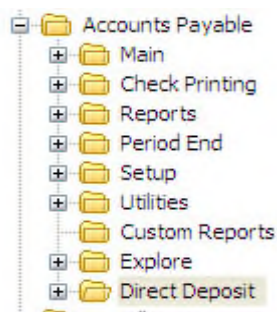 Accounts Payable
Main
Check Printing
Reports
Period End
Setup
Utilities
Custom Reports
Explore
Direct Deposit